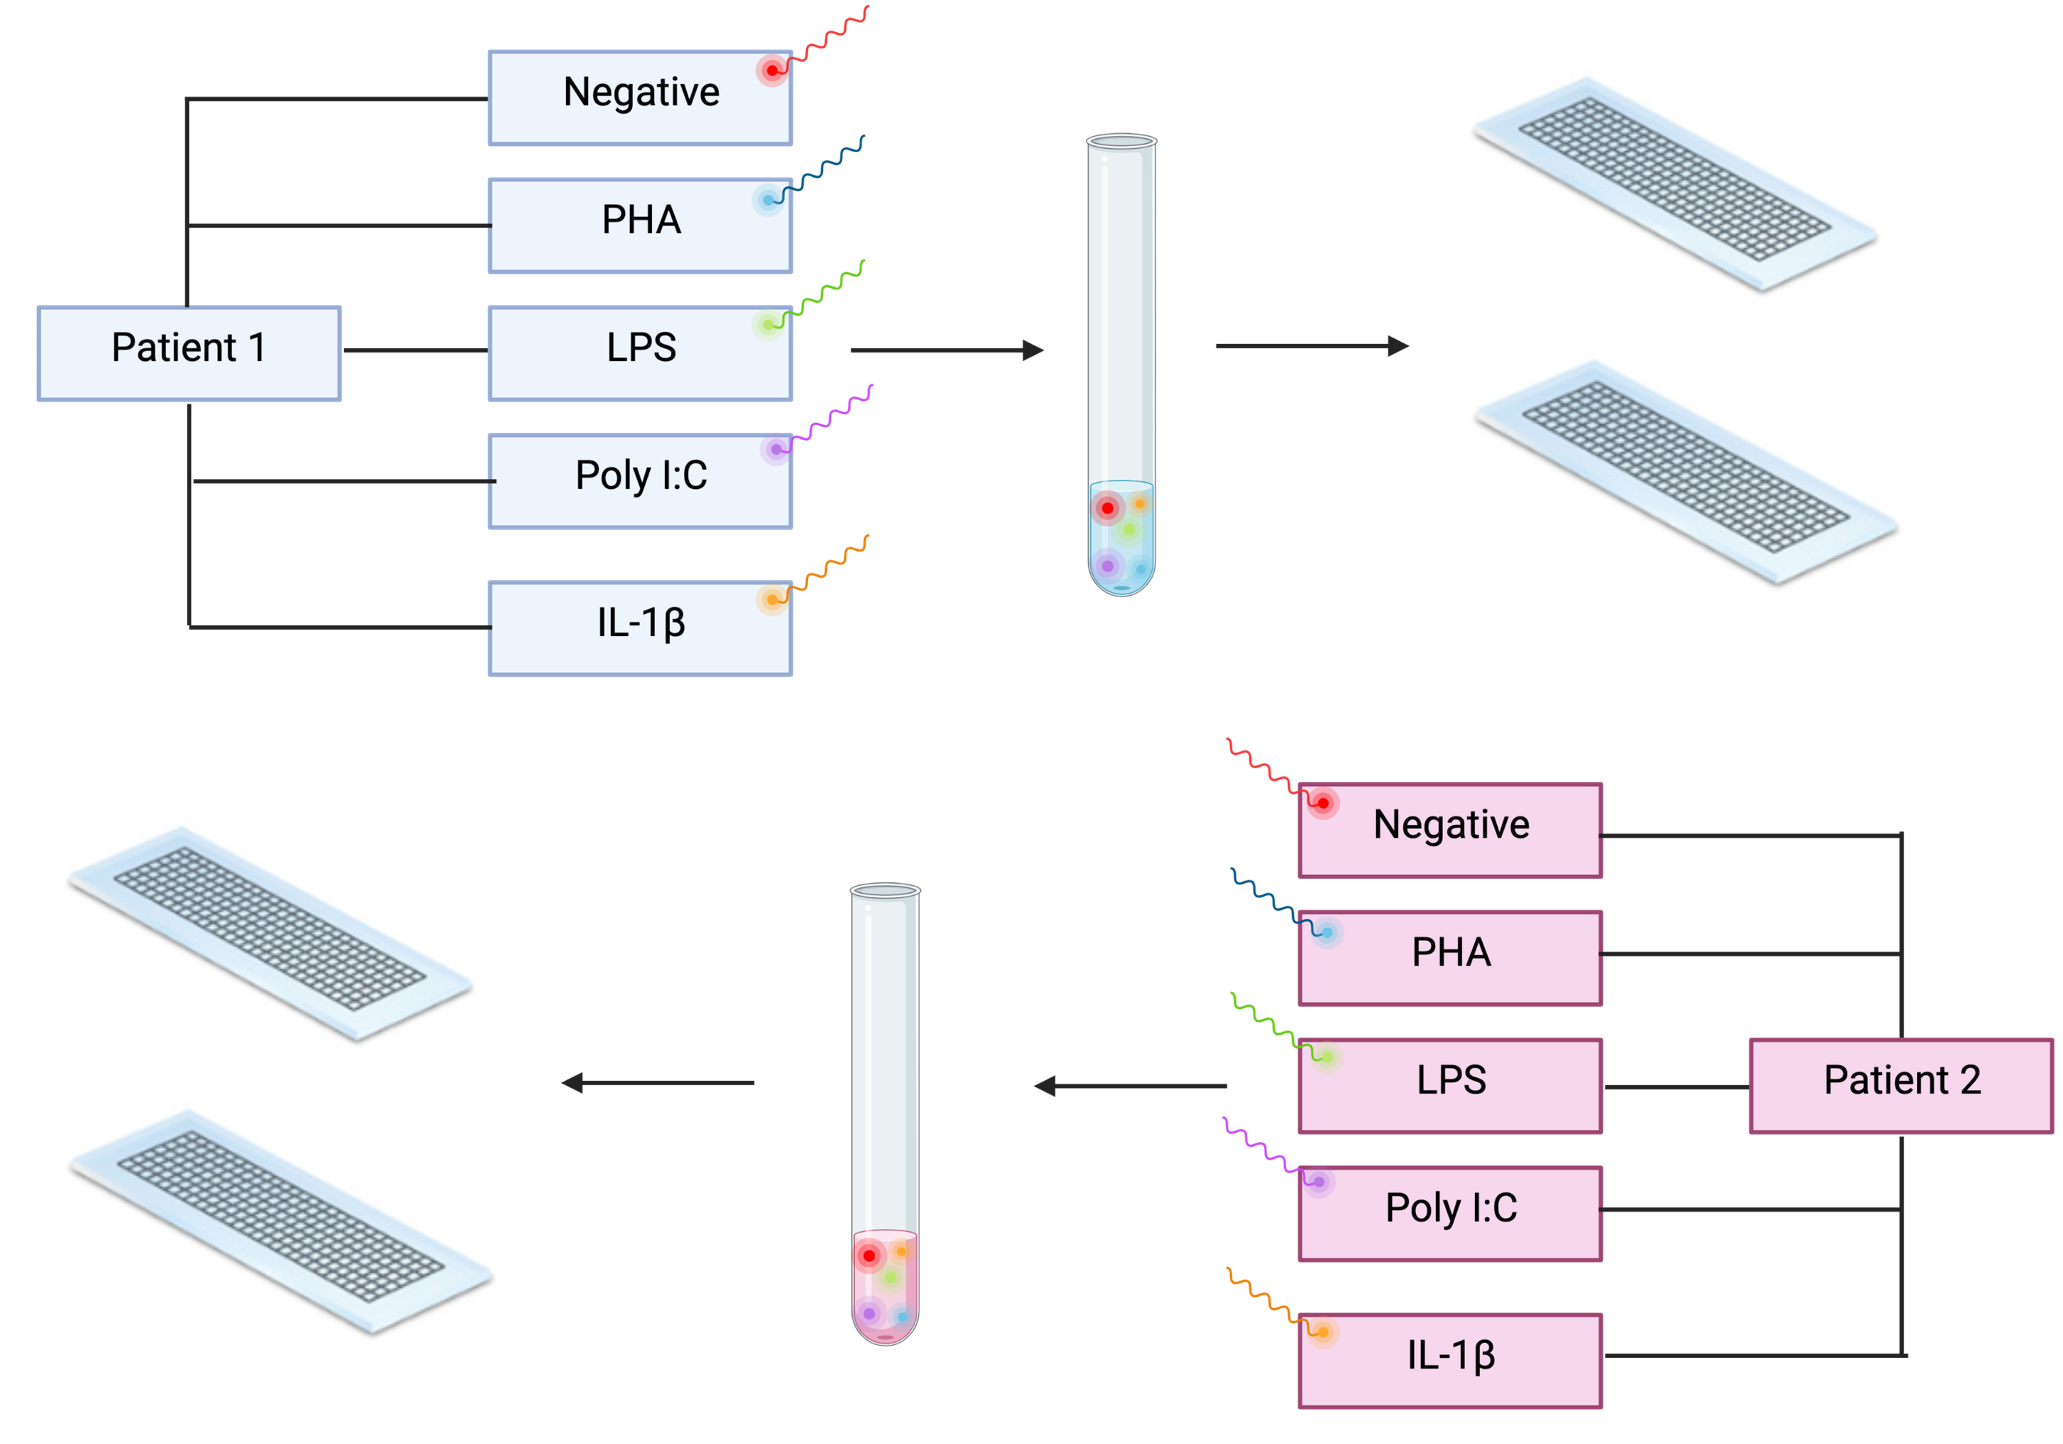 Negative
PHA
Patient 1
LPS
Poly I:C
IL-1β
Negative
PHA
LPS
Patient 2
Poly I:C
IL-1β